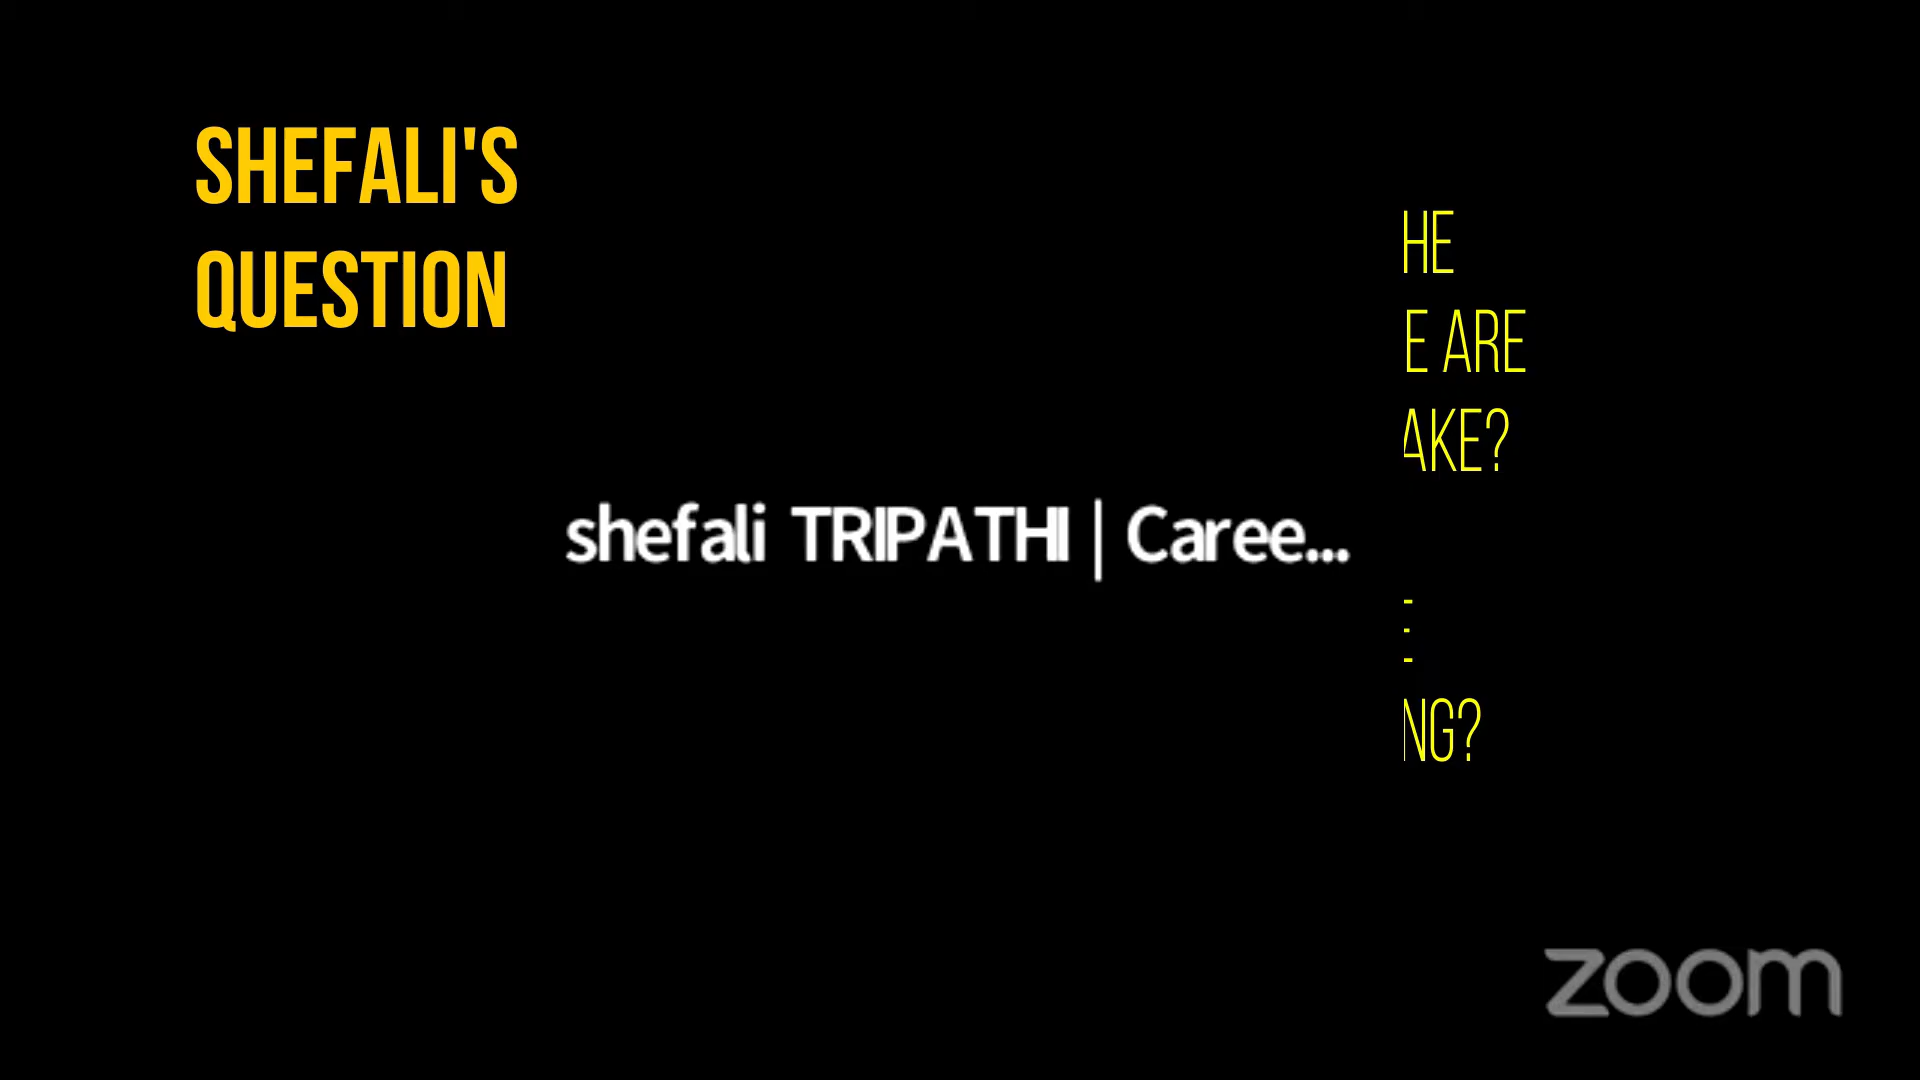 SHEFALI'S
QUESTION
HE
E ARE
AKE?
shefali TRIPATHI | Caree...
NG?
zoom